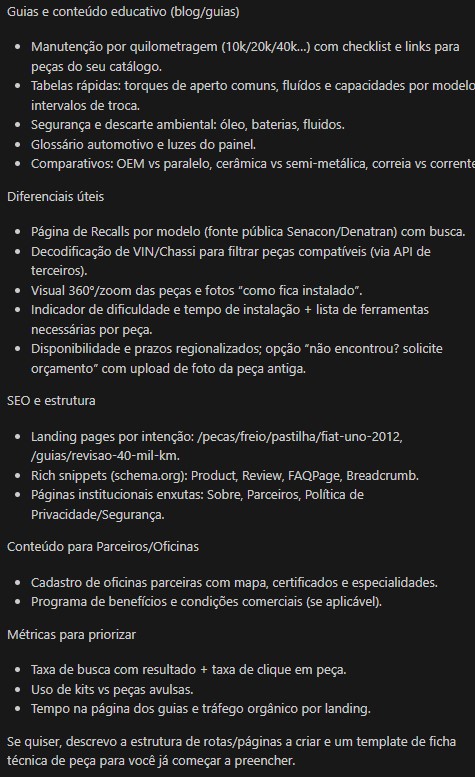 Guias e conteúdo educativo (blog/guias)
• Manutenção por quilometragem (10k/20k/40k...) com checklist e links para
peças do seu catálogo.
• Tabelas rápidas: torques de aperto comuns, fluídos e capacidades por modelo
intervalos de troca.
• Segurança e descarte ambiental: óleo, baterias, fluidos.
• Glossário automotivo e luzes do painel.
• Comparativos: OEM vs paralelo, cerâmica vs semi-metálica, correia vs corrente
Diferenciais úteis
• Página de Recalls por modelo (fonte pública Senacon/Denatran) com busca.
• Decodificação de VIN/Chassi para filtrar peças compatíveis (via API de
terceiros).
• Visual 360º/zoom das peças e fotos “como fica instalado”.
• Indicador de dificuldade e tempo de instalação + lista de ferramentas
necessárias por peça.
• Disponibilidade e prazos regionalizados; opção “não encontrou? solicite
orçamento” com upload de foto da peça antiga.
SEO e estrutura
• Landing pages por intenção: /pecas/freio/pastilha/fiat-uno-2012,
/guias/revisao-40-mil-km.
• Rich snippets (schema.org): Product, Review, FAQPage, Breadcrumb.
• Páginas institucionais enxutas: Sobre, Parceiros, Política de
Privacidade/Segurança.
Conteúdo para Parceiros/Oficinas
• Cadastro de oficinas parceiras com mapa, certificados e especialidades.
• Programa de benefícios e condições comerciais (se aplicável).
Métricas para priorizar
• Taxa de busca com resultado + taxa de clique em peça.
• Uso de kits vs peças avulsas.
• Tempo na página dos guias e tráfego orgânico por landing.
Se quiser, descrevo a estrutura de rotas/páginas a criar e um template de ficha
técnica de peça para você já começar a preencher.